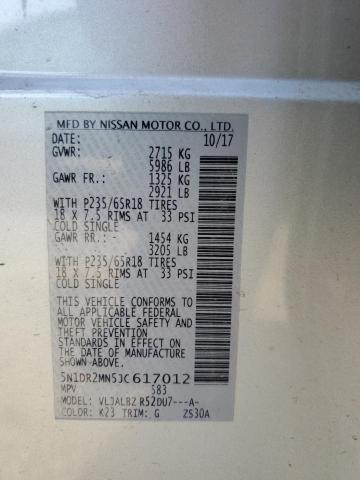 MFD BY NISSAN MOTOR CO., LTD.
DATE: 10/17
GVWR: 2715 KG
5986 LB
GAWR FR.: 1325 KG
2921 LB
WITH P235/65R18 TIRES
18 X 7.5 RIMS AT 33 PSI
COLD SINGLE
GAWR RR.: - 1454 KG
3205 LB
WITH P235/65R18 TIRES
18 X 7.5 RIMS AT 33 PSI
COLD SINGLE
THIS VEHICLE CONFORMS TO
ALL APPLICABLE FEDERAL
MOTOR VEHICLE SAFETY AND
THEFT PREVENTION
STANDARDS IN EFFECT ON
THE DATE OF MANUFACTURE
SHOWN ABOVE.
5N1DR2MN5JC617012
MPV 583
MODEL: VLJALBZ R52DU7---A-
COLOR: K23 TRIM: G ZS30A